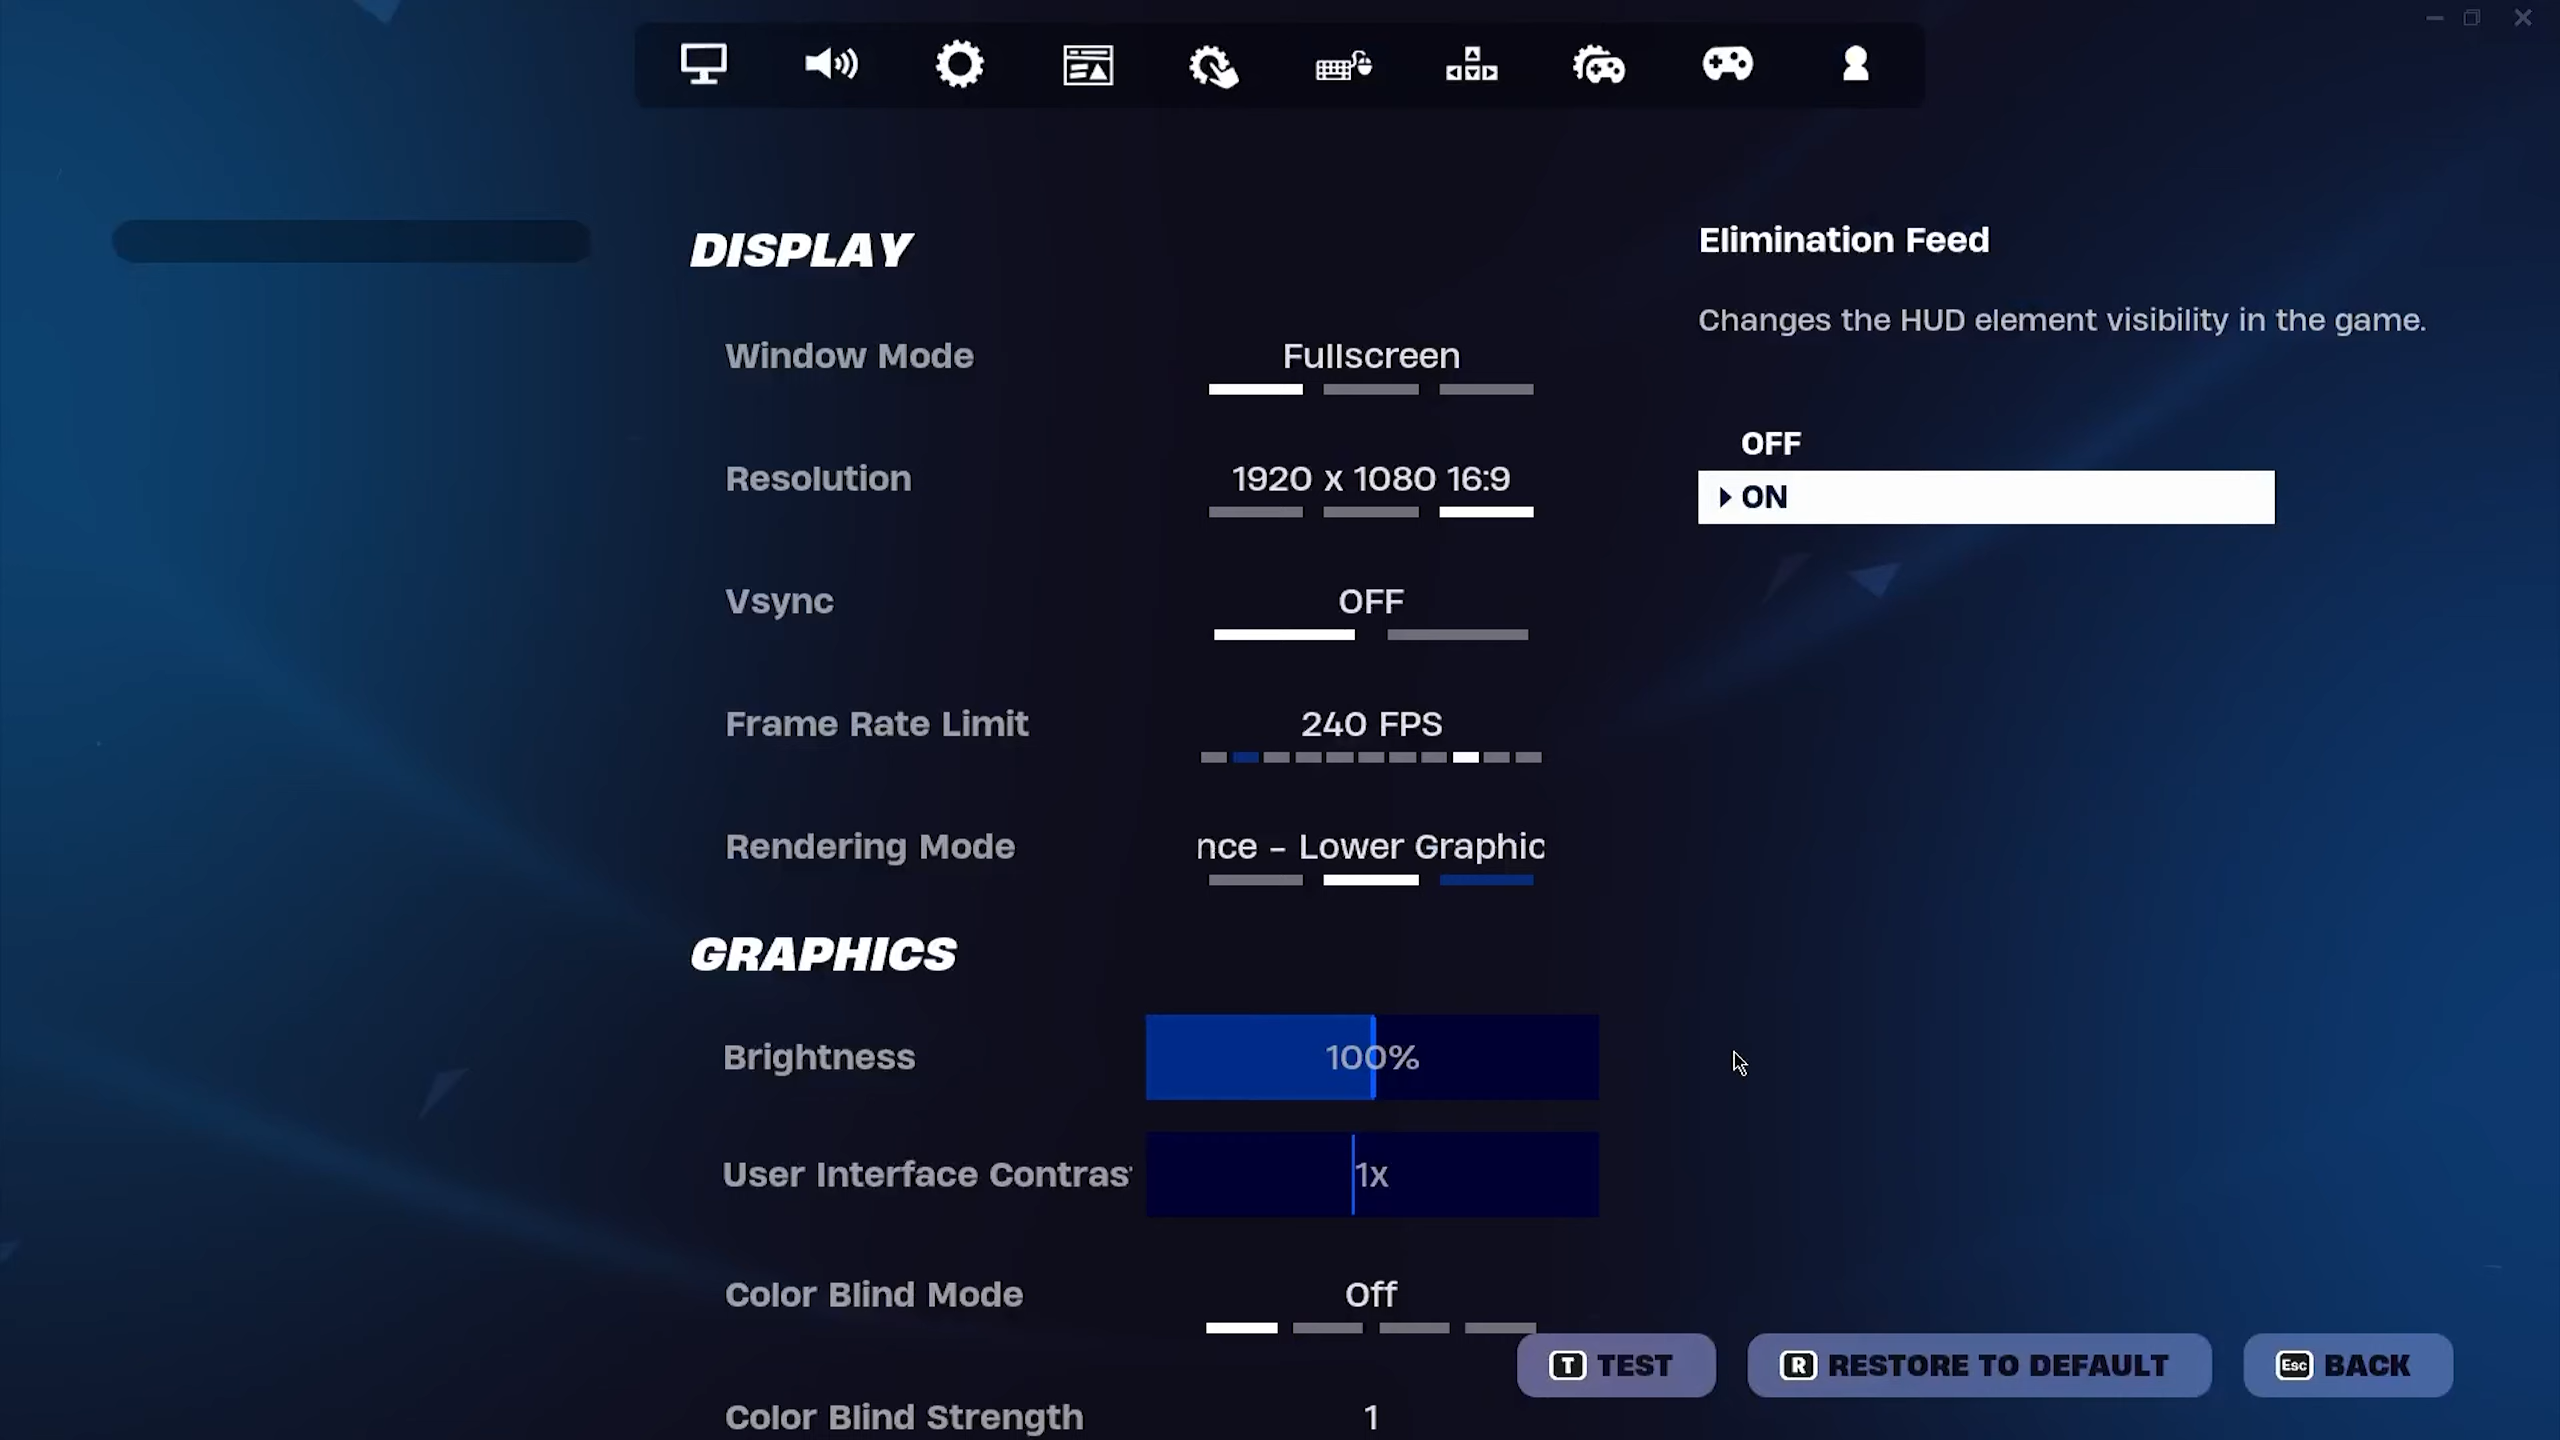 DISPLAY
Window Mode
Fullscreen
Resolution
1920 x 1080 16:9
Vsync
OFF
Frame Rate Limit
240 FPS
Rendering Mode
nce - Lower Graphic
GRAPHICS
Brightness
100%
User Interface Contras
1x
Color Blind Mode
Off
Color Blind Strength
1
Elimination Feed
Changes the HUD element visibility in the game.
OFF
ON
T TEST
R RESTORE TO DEFAULT
Esc BACK